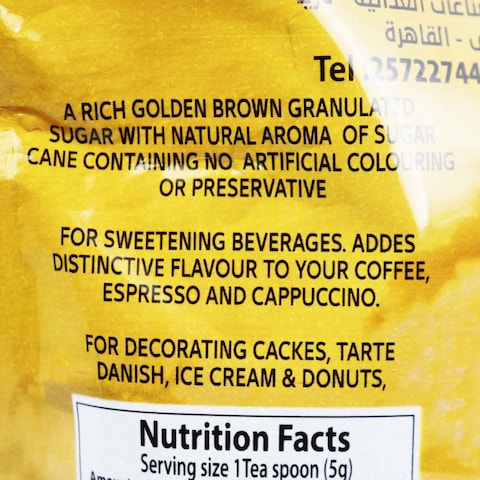 الغذائية
- القاهرة
Tel :25722744
A RICH GOLDEN BROWN GRANULATED
SUGAR WITH NATURAL AROMA OF SUGAR
CANE CONTAINING NO ARTIFICIAL COLOURING
OR PRESERVATIVE
FOR SWEETENING BEVERAGES. ADDES
DISTINCTIVE FLAVOUR TO YOUR COFFEE,
ESPRESSO AND CAPPUCCINO.
FOR DECORATING CACKES, TARTE
DANISH, ICE CREAM & DONUTS,
Nutrition Facts
Serving size 1Tea spoon (5g)